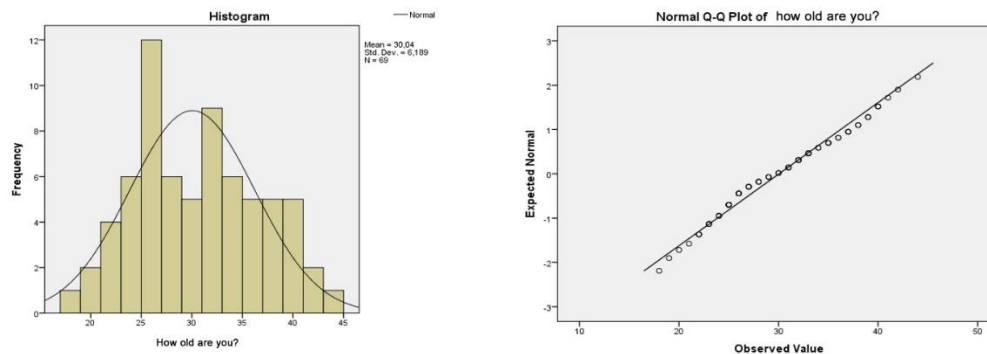 Histogram
Normal
Mean = 30,04
Std. Dev. = 6,189
N = 69
Frequency
12
10
8
6
4
2
0
20 25 30 35 40 45
How old are you?
Normal Q-Q Plot of how old are you?
Expected Normal
3
2
1
0
-1
-2
-3
10 20 30 40 50
Observed Value